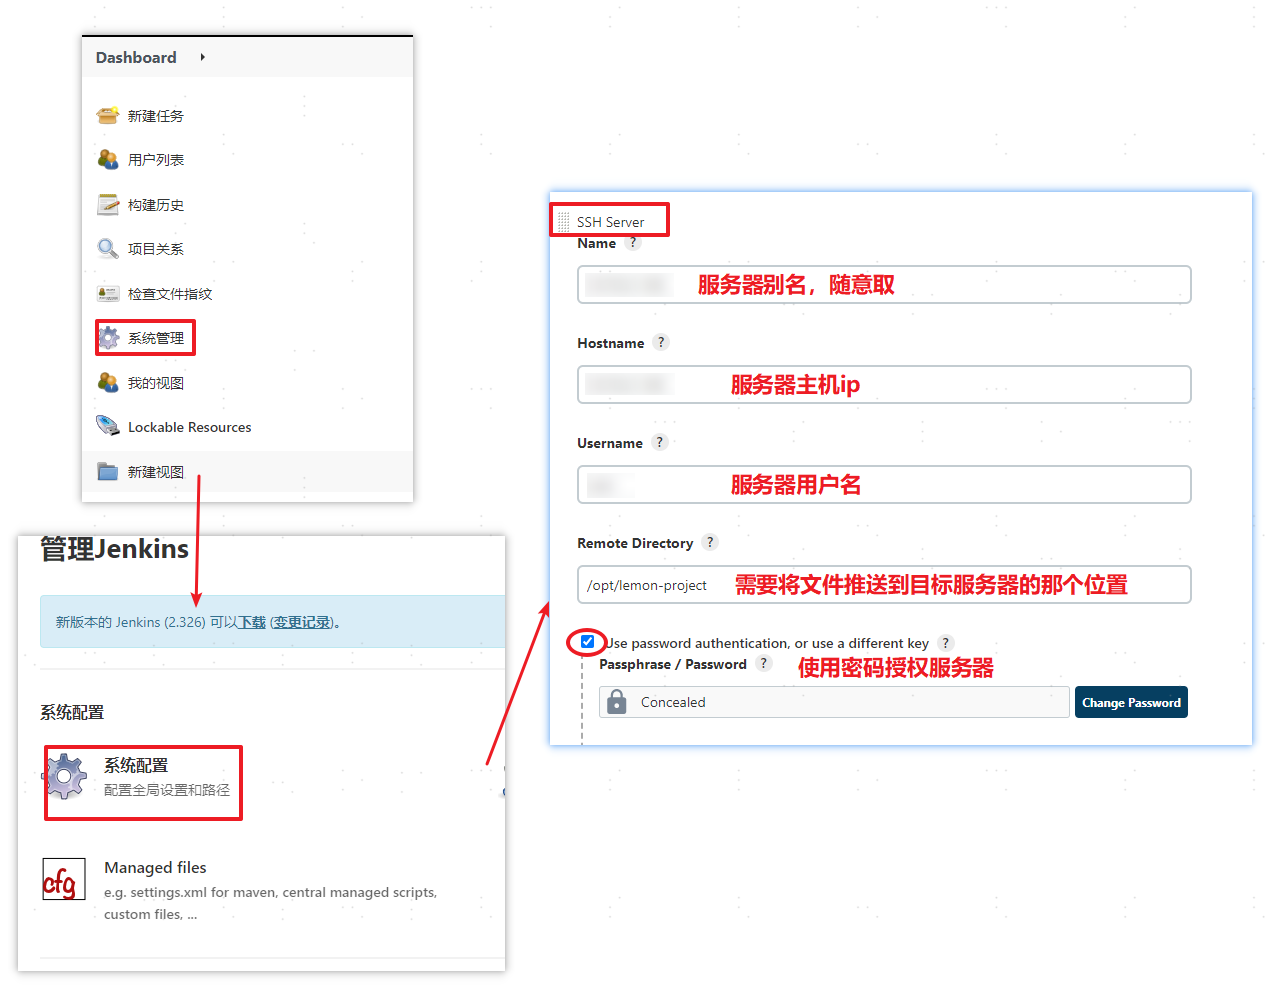 Dashboard
新建任务
用户列表
构建历史
项目关系
检查文件指纹
系统管理
我的视图
Lockable Resources
新建视图
管理Jenkins
新版本的 Jenkins (2.326) 可以下载 (变更记录)。
系统配置
系统配置
配置全局设置和路径
Managed files
e.g. settings.xml for maven, central managed scripts,
custom files, ...
SSH Server
Name ?
服务器别名，随意取
Hostname ?
服务器主机ip
Username ?
服务器用户名
Remote Directory ?
/opt/lemon-project 需要将文件推送到目标服务器的那个位置
Use password authentication, or use a different key ?
Passphrase / Password ? 使用密码授权服务器
Concealed Change Password